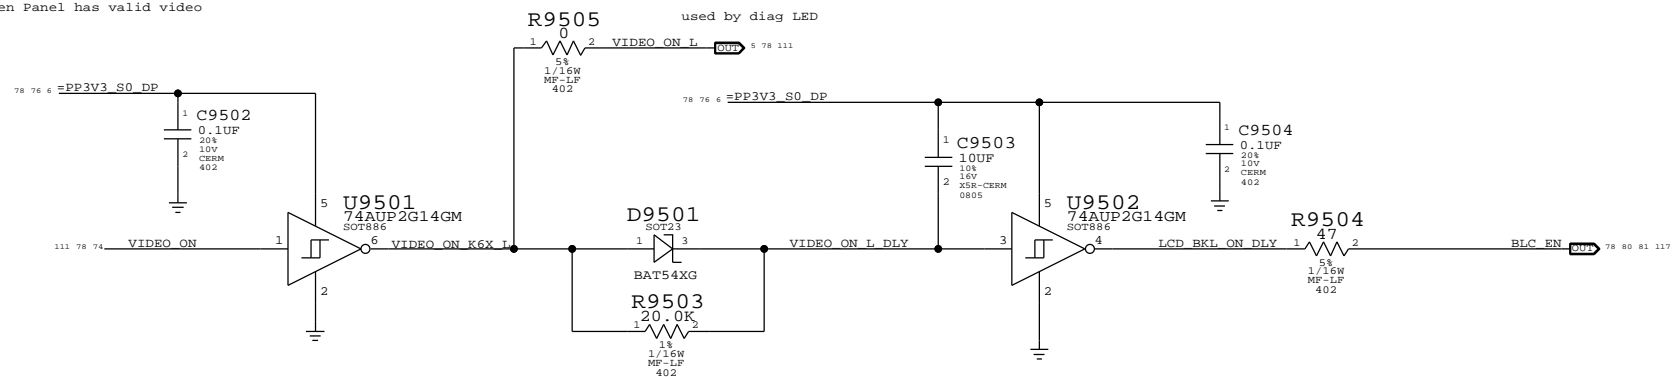 en Panel has valid video
R9505
0
1 2
5%
1/16W
MF-LF
402
VIDEO_ON_L
used by diag LED
OUT 5 78 111
78 76 6 =PP3V3_S0_DP
1
C9502
0.1UF
20%
10V
CERM
402
2
78 76 6 =PP3V3_S0_DP
1
C9503
10UF
10%
16V
X5R-CERM
0805
2
1
C9504
0.1UF
20%
10V
CERM
402
2
5
U9501
74AUP2G14GM
SOT886
111 78 74 VIDEO_ON 1
6 VIDEO_ON_K6X_L
2
D9501
SOT23
1 3
BAT54XG
R9503
20.0K
1 2
1%
1/16W
MF-LF
402
VIDEO_ON_L_DLY
3
5
U9502
74AUP2G14GM
SOT886
4
2
LCD_BKL_ON_DLY
R9504
47
1 2
5%
1/16W
MF-LF
402
BLC_EN
OUT 78 80 81 117